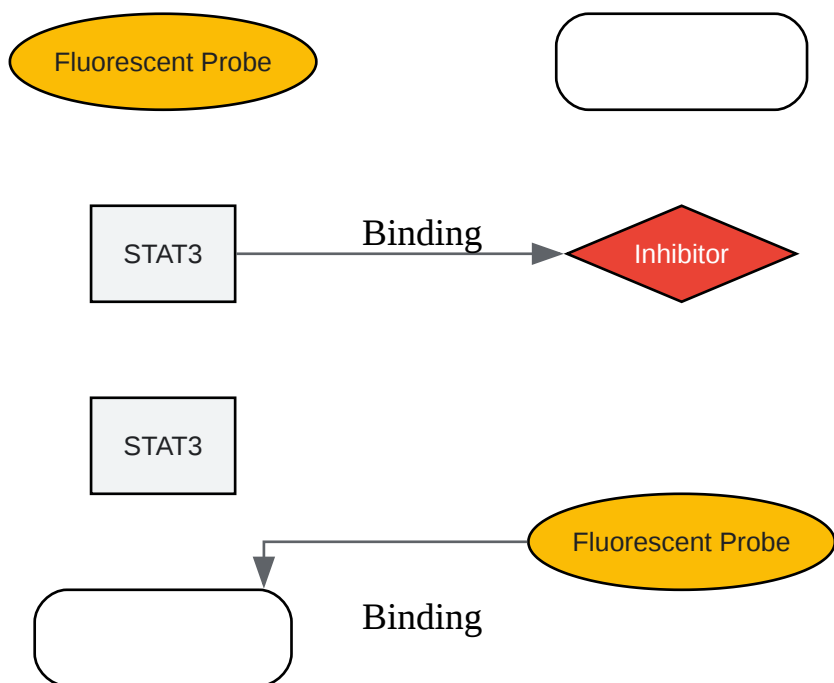 Fluorescent Probe
STAT3
Binding
Inhibitor
STAT3
Fluorescent Probe
Binding